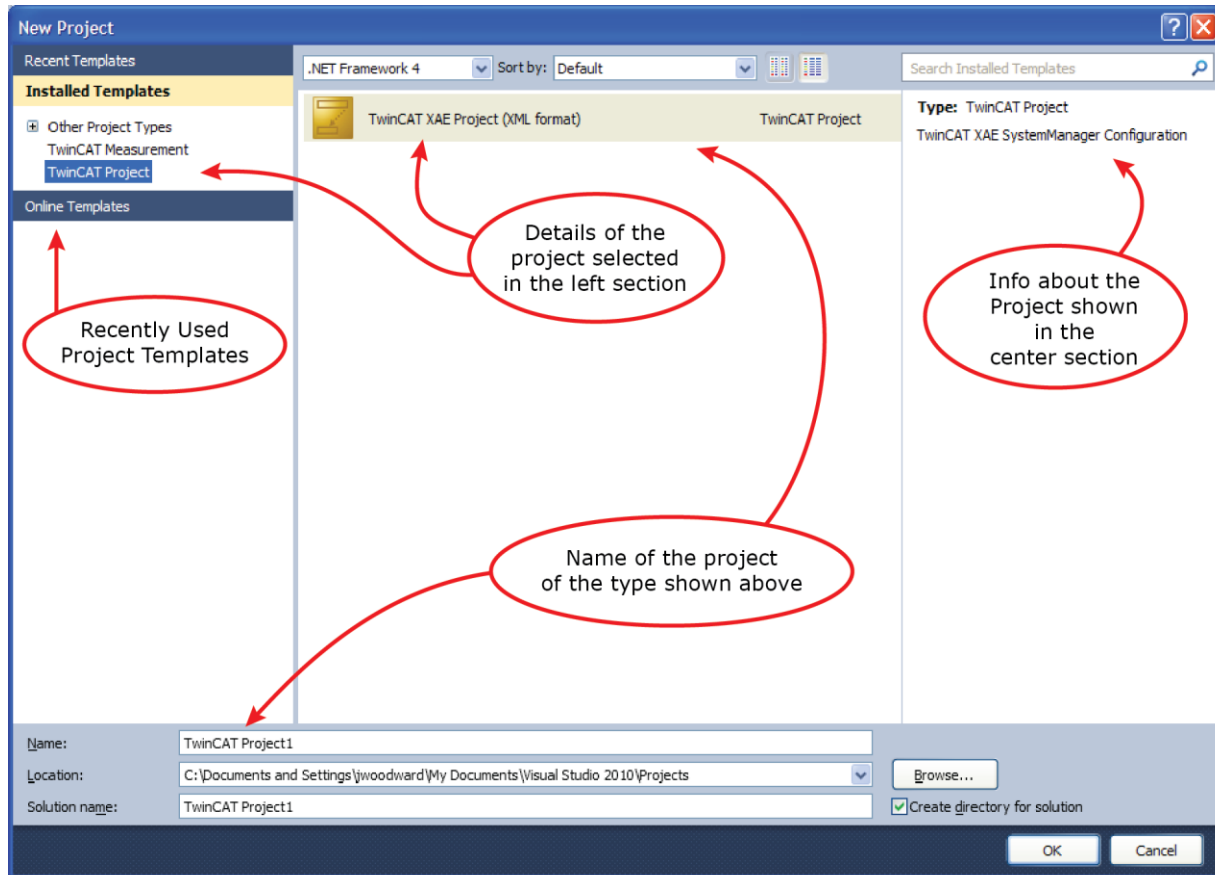 New Project
Recent Templates
Installed Templates
Other Project Types
TwinCAT Measurement
TwinCAT Project
Online Templates
.NET Framework 4
Sort by:
Default
Search Installed Templates
TwinCAT XAE Project (XML format)
TwinCAT Project
Type: TwinCAT Project
TwinCAT XAE SystemManager Configuration
Details of the
project selected
in the left section
Recently Used
Project Templates
Info about the
Project shown
in the
center section
Name of the project
of the type shown above
Name:
TwinCAT Project1
Location:
C:\Documents and Settings\jwoodward\My Documents\Visual Studio 2010\Projects
Browse...
Solution name:
TwinCAT Project1
Create directory for solution
OK
Cancel